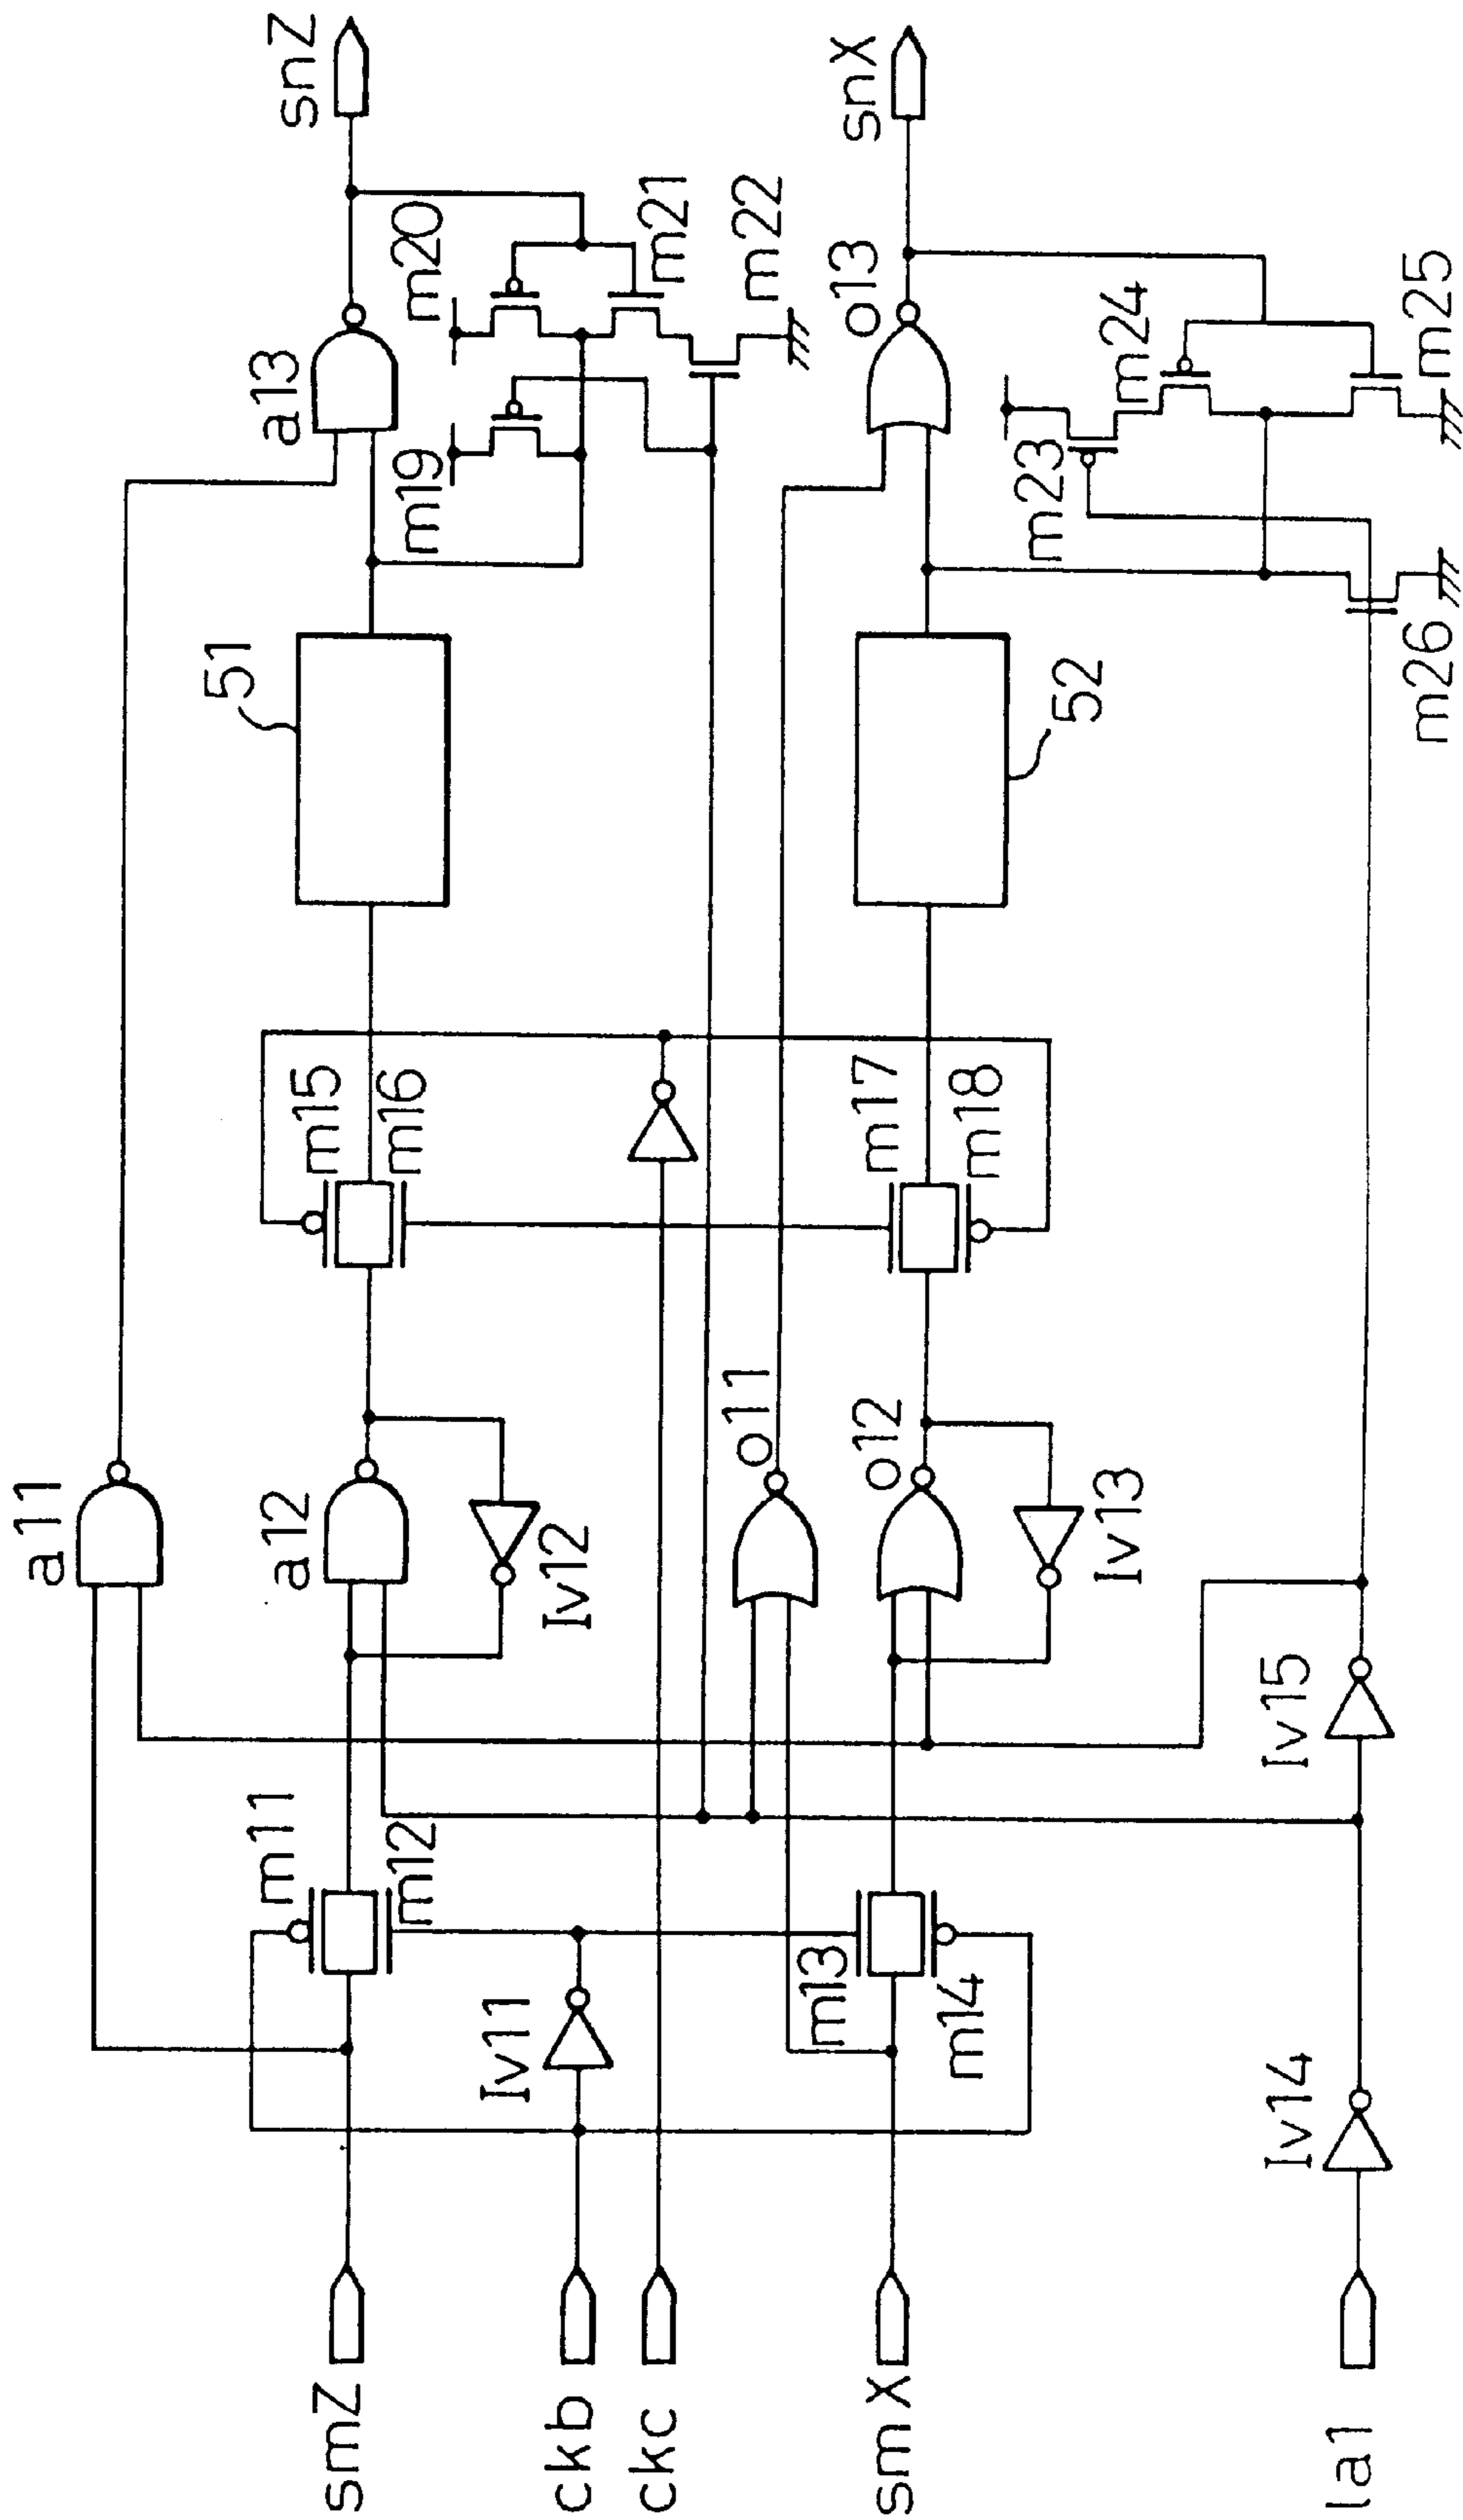 smZ
ckb
ckc
smX
la1
Iv11
Iv14
m11
m12
m13
m14
a11
a12
Iv12
o11
o12
Iv13
Iv15
m15
m16
m17
m18
51
52
a13
m19
m20
m21
m22
o13
m23
m24
m25
m26
snZ
snX